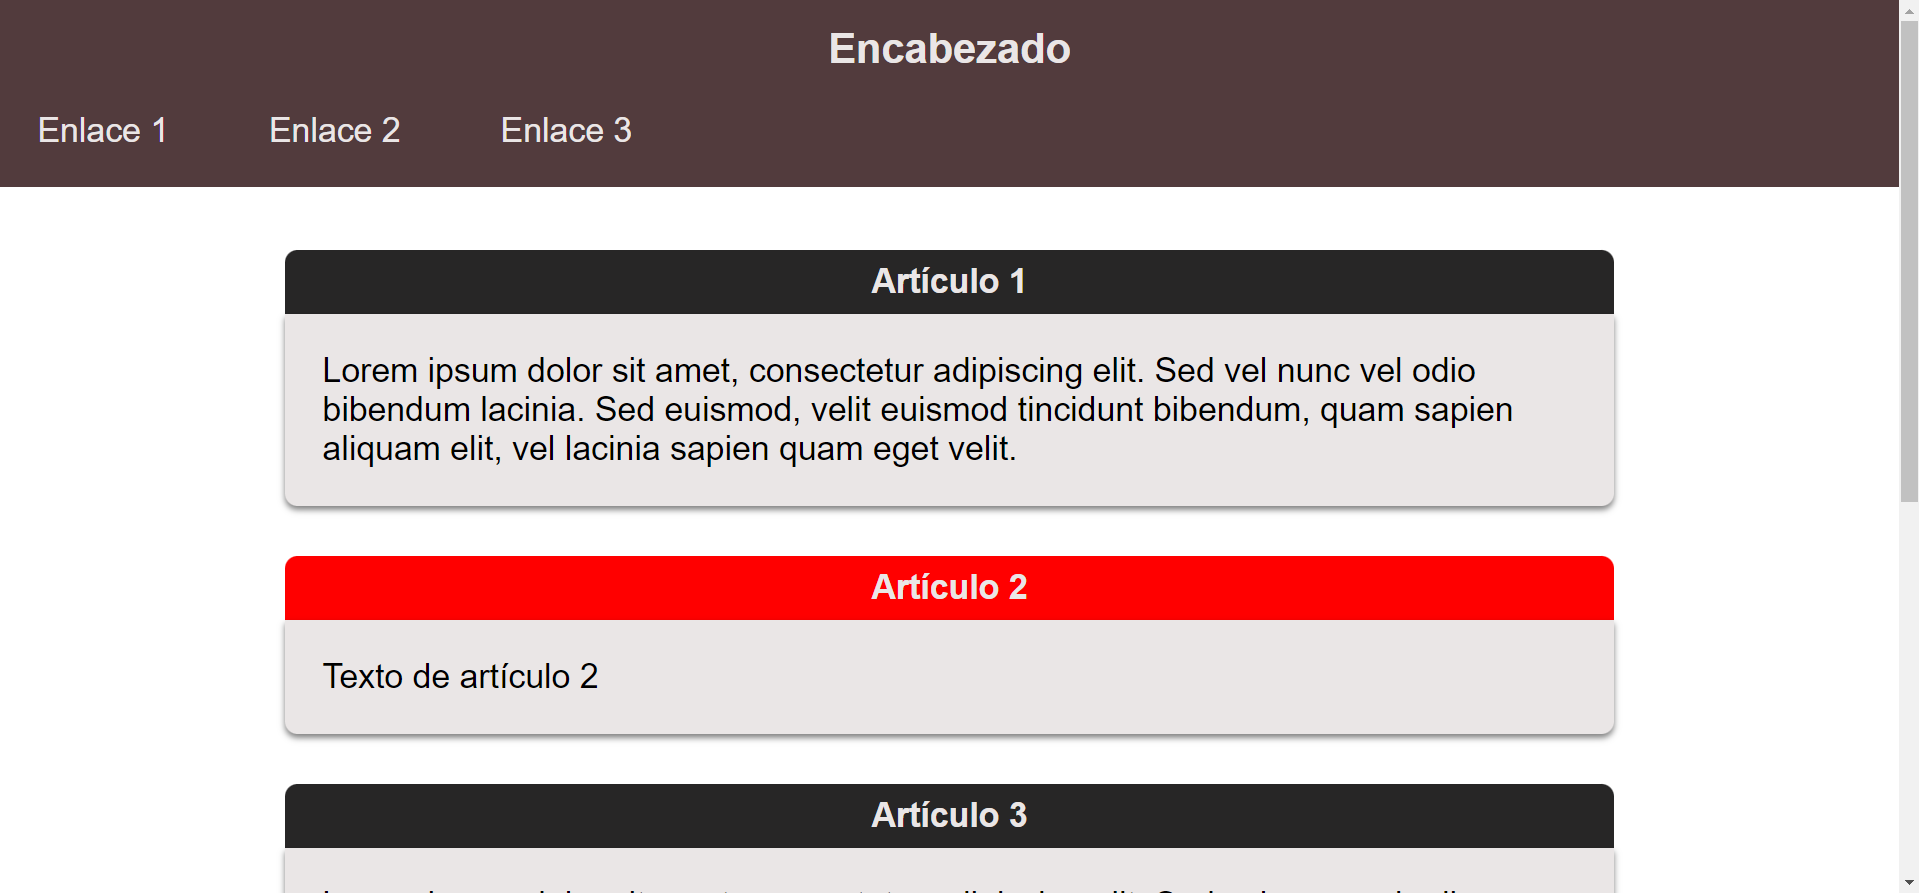 Encabezado
Enlace 1 Enlace 2 Enlace 3
Artículo 1
Lorem ipsum dolor sit amet, consectetur adipiscing elit. Sed vel nunc vel odio
bibendum lacinia. Sed euismod, velit euismod tincidunt bibendum, quam sapien
aliquam elit, vel lacinia sapien quam eget velit.
Artículo 2
Texto de artículo 2
Artículo 3